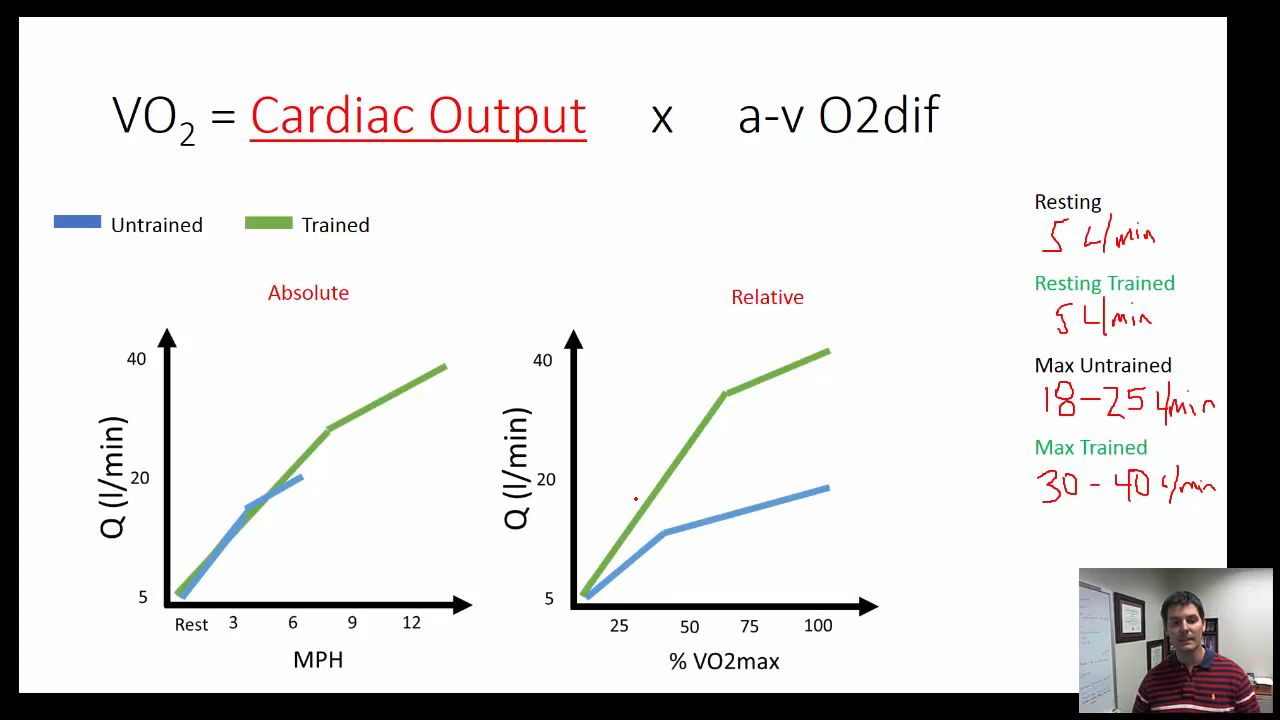 VO2 = Cardiac Output x a-v O2dif
Untrained
Trained
Absolute
40
20
5
Q (l/min)
Rest 3 6 9 12
MPH
Relative
40
20
5
Q (l/min)
25 50 75 100
% VO2max
Resting
5 L/min
Resting Trained
5 L/min
Max Untrained
18-25 L/min
Max Trained
30-40 L/min